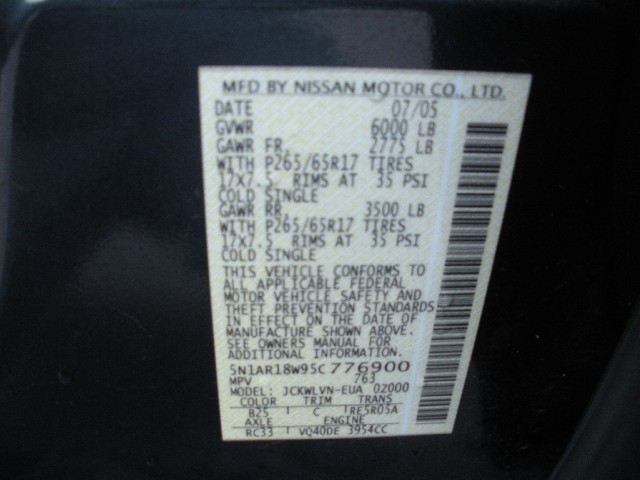 MFD BY NISSAN MOTOR CO., LTD.
DATE 07/05
GVWR 6000 LB
GAWR FR. 2775 LB
WITH P265/65R17 TIRES
17X7.5 RIMS AT 35 PSI
COLD SINGLE
GAWR RR. 3500 LB
WITH P265/65R17 TIRES
17X7.5 RIMS AT 35 PSI
COLD SINGLE
THIS VEHICLE CONFORMS TO
ALL APPLICABLE FEDERAL
MOTOR VEHICLE SAFETY AND
THEFT PREVENTION STANDARDS
IN EFFECT ON THE DATE OF
MANUFACTURE SHOWN ABOVE.
SEE OWNERS MANUAL FOR
ADDITIONAL INFORMATION
5N1AR18W95C776900
MPV 763
MODEL: JCKWLVN-EUA 02000
COLOR TRIM TRANS
B25 C RE5R05A
AXLE ENGINE
RC33 VQ40DE 3954CC